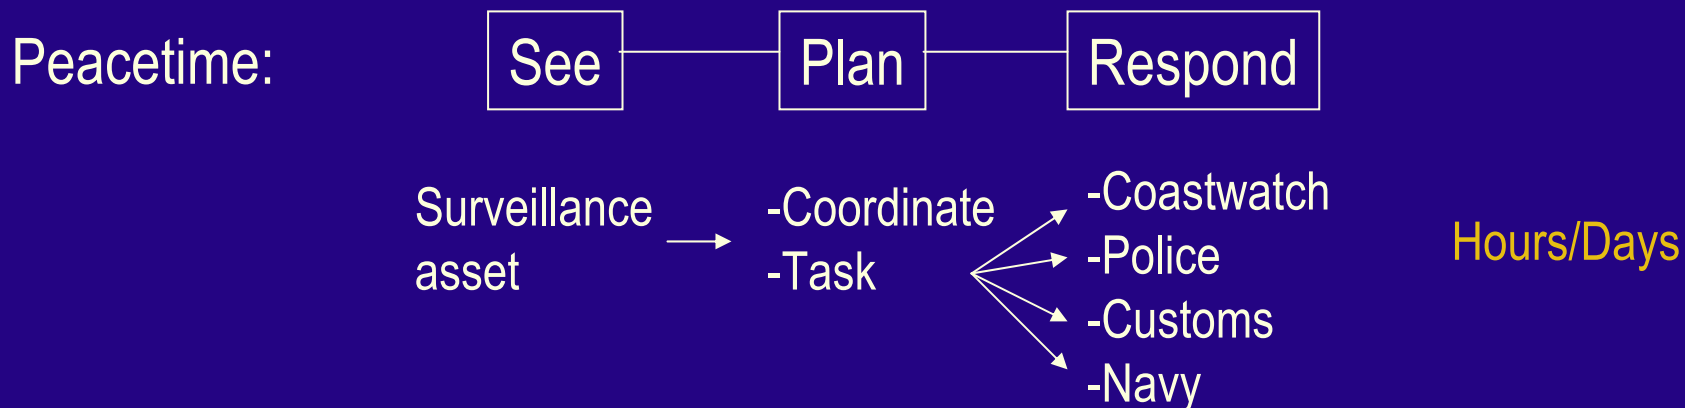 Peacetime:
See
Plan
Respond
Surveillance
asset
-Coordinate
-Task
-Coastwatch
-Police
-Customs
-Navy
Hours/Days